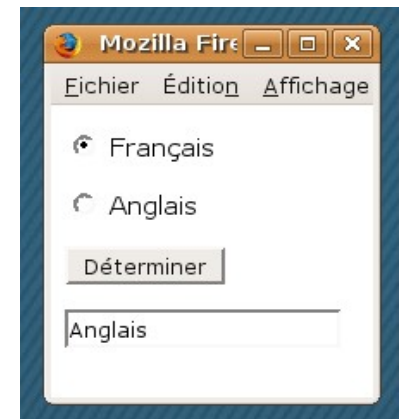 Mozilla Fire
Fichier Édition Affichage
Français
Anglais
Déterminer
Anglais